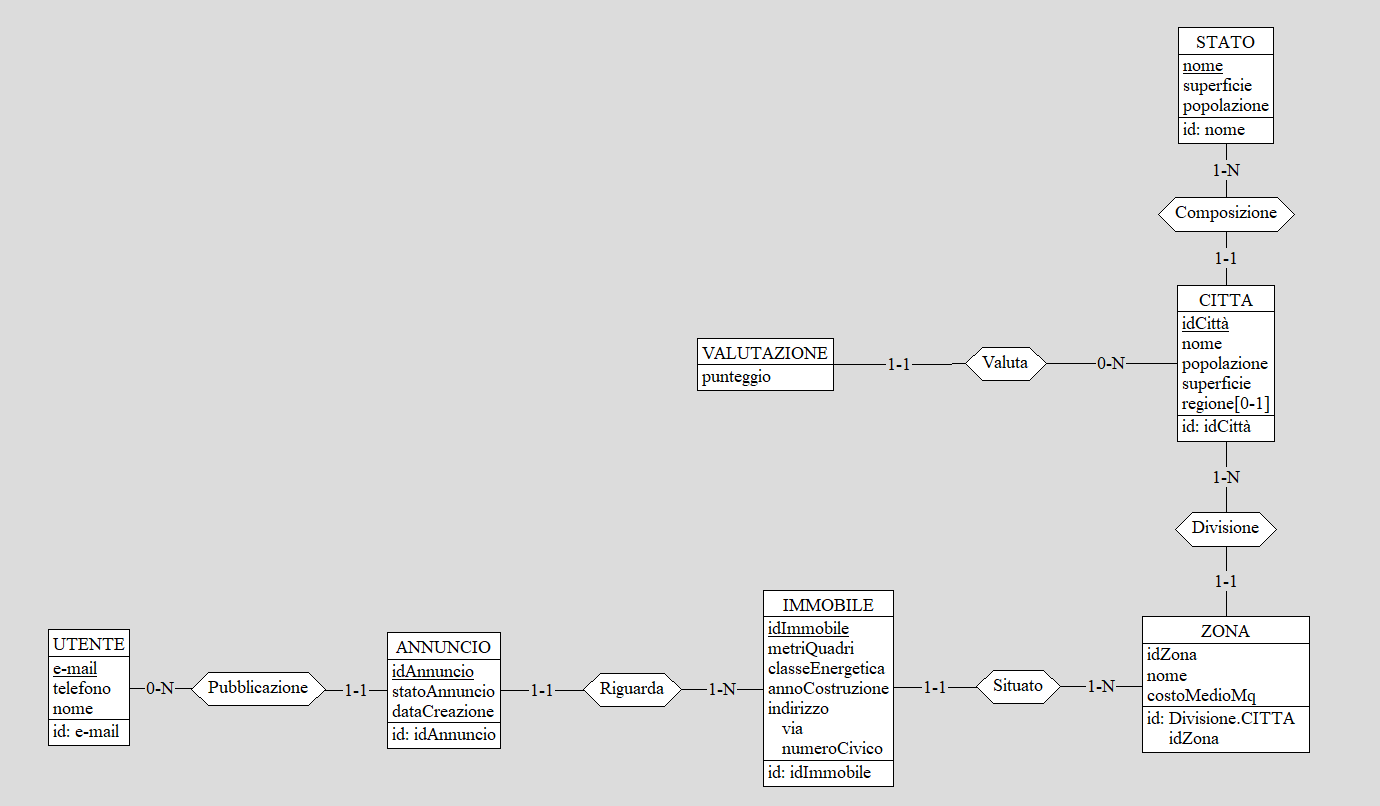 STATO
nome
superficie
popolazione
id: nome
1-N
Composizione
1-1
CITTA
idCittà
nome
popolazione
superficie
regione[0-1]
id: idCittà
VALUTAZIONE
punteggio
1-1
Valuta
0-N
1-N
Divisione
1-1
ZONA
idZona
nome
costoMedioMq
id: Divisione.CITTA
idZona
UTENTE
e-mail
telefono
nome
id: e-mail
0-N
Pubblicazione
1-1
ANNUNCIO
idAnnuncio
statoAnnuncio
dataCreazione
id: idAnnuncio
1-1
Riguarda
1-N
IMMOBILE
idImmobile
metriQuadri
classeEnergetica
annoCostruzione
indirizzo
via
numeroCivico
id: idImmobile
1-1
Situato
1-N